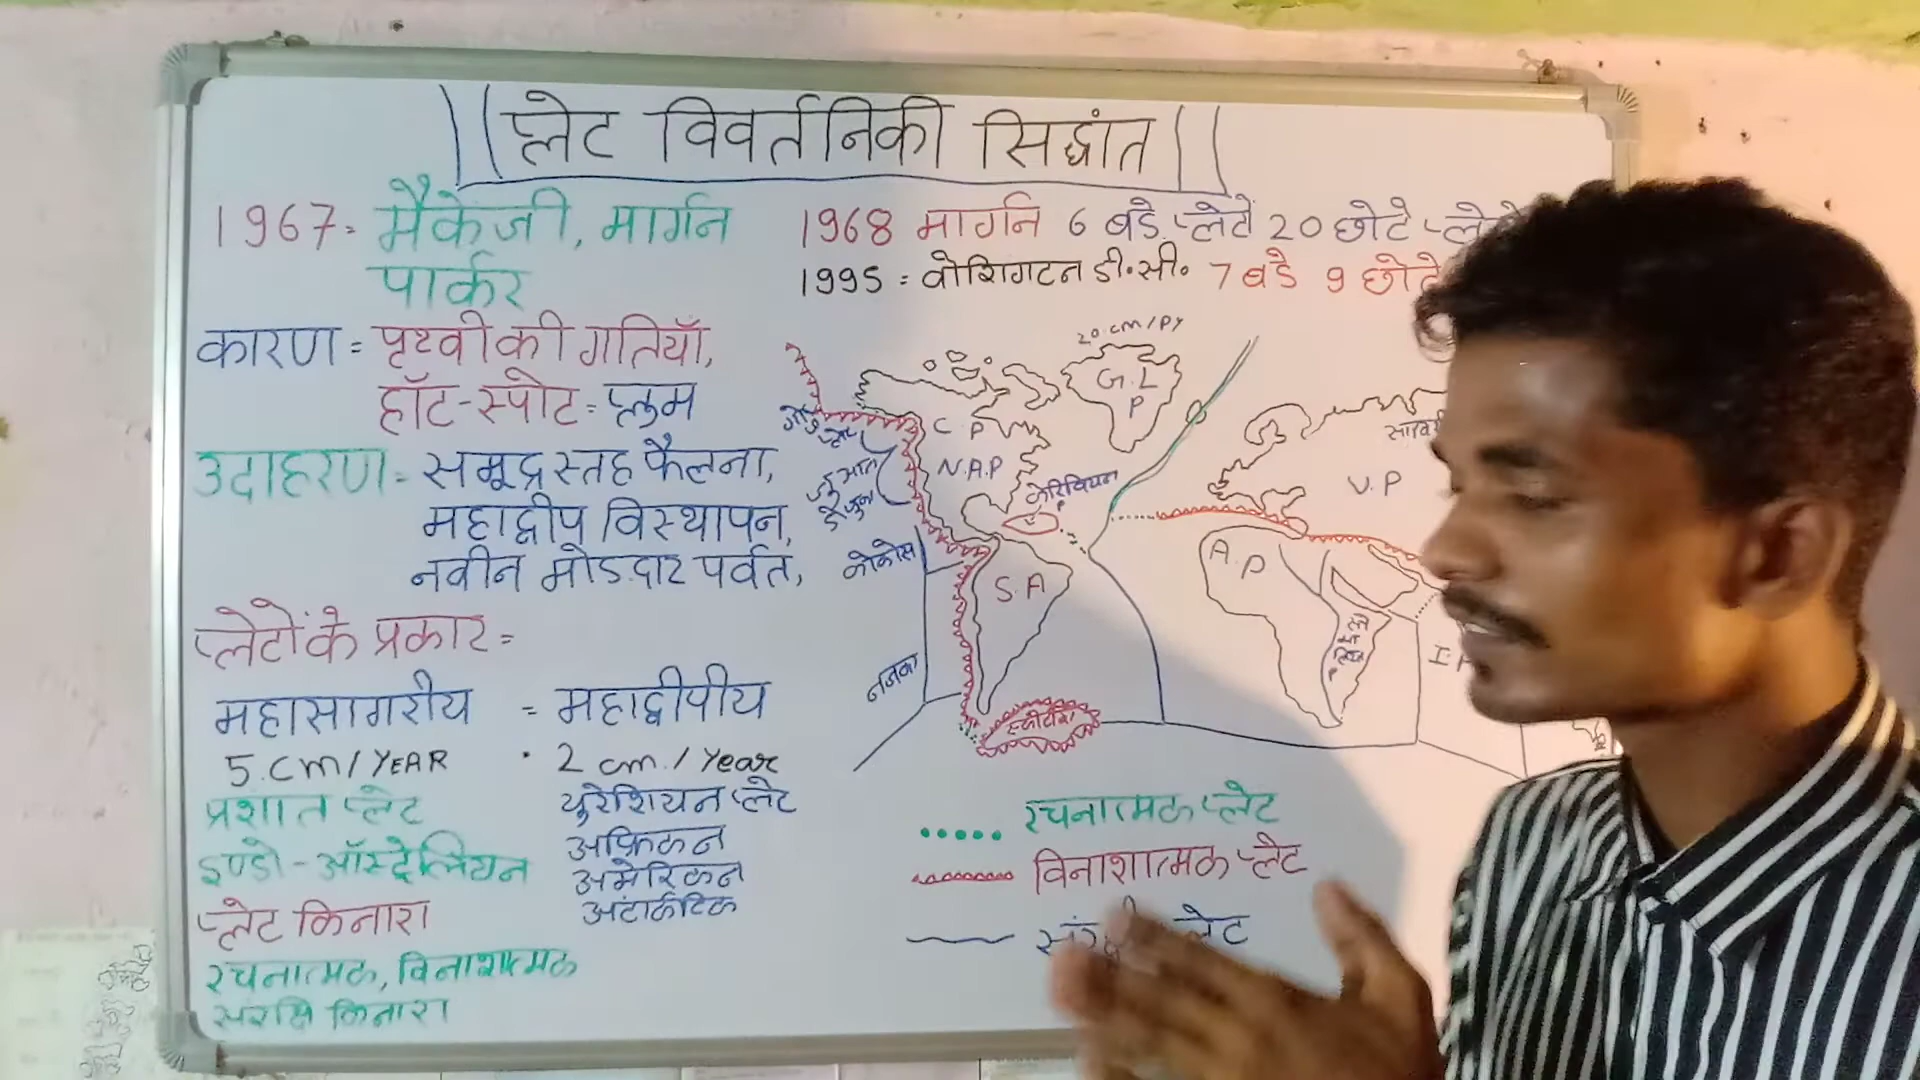 ||प्लेट विवर्तनिकी सिद्धांत||
1967= मैकेजी, मार्गन
पार्कर
1968 मार्गन 6 बडे प्लेटें 20 छोटे
1995 = वोशिगटन डी॰सी॰ 7 बडे 9 छोटे
कारण = पृथ्वी की गतियाँ,
हॉट-स्पोट= प्लुम
उदाहरण= समूद्र स्तह फैलना,
महाद्वीप विस्थापन,
नवीन मोडदार पर्वत,
प्लेटों के प्रकार =
महासागरीय = महाद्वीपीय
5.cm/YEAR · 2 cm./Year
प्रशांत प्लेट
इण्डो-ऑस्ट्रेलियन
प्लेट किनारा
रचनात्मक, विनाशात्मक
संरक्षि किनारा
युरेशियन प्लेट
अफ्रिकन
अमेरिकन
अंटार्कटिक
20.cm/PY
G.L
P
C.P
N.A.P
केरिबियन
P
कोकोस
S.A
नजका
स्कोटिया
U.P
A.P
रचनात्मक प्लेट
विनाशात्मक प्लेट
प्लेट